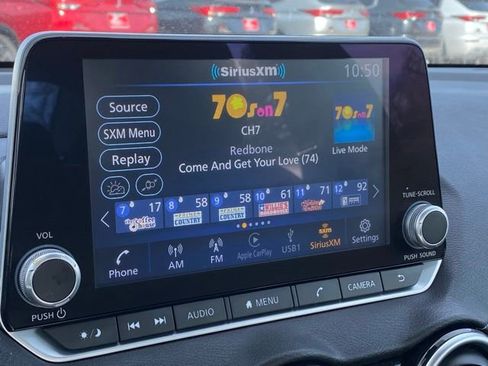 SiriusXM
10:50
Source
SXM Menu
Replay
70s on 7
CH7
Redbone
Come And Get Your Love (74)
70s on 7
Live Mode
7 17 8 58 9 58 10 61 11 71 12 92
Phone
AM
FM
Apple CarPlay
USB1
SXM
SiriusXM
Settings
VOL
PUSH
TUNE-SCROLL
PUSH SOUND
AUDIO
MENU
CAMERA